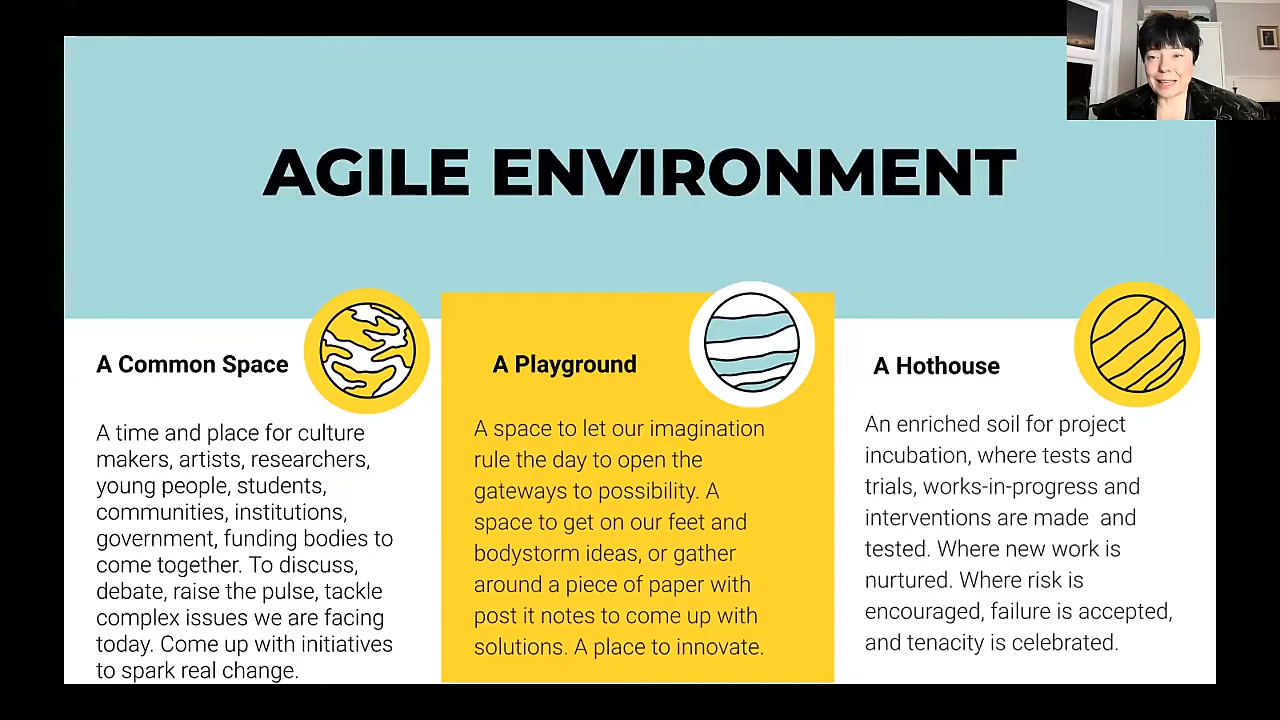 AGILE ENVIRONMENT
A Common Space
A time and place for culture
makers, artists, researchers,
young people, students,
communities, institutions,
government, funding bodies to
come together. To discuss,
debate, raise the pulse, tackle
complex issues we are facing
today. Come up with initiatives
to spark real change.
A Playground
A space to let our imagination
rule the day to open the
gateways to possibility. A
space to get on our feet and
bodystorm ideas, or gather
around a piece of paper with
post it notes to come up with
solutions. A place to innovate.
A Hothouse
An enriched soil for project
incubation, where tests and
trials, works-in-progress and
interventions are made  and
tested. Where new work is
nurtured. Where risk is
encouraged, failure is accepted,
and tenacity is celebrated.